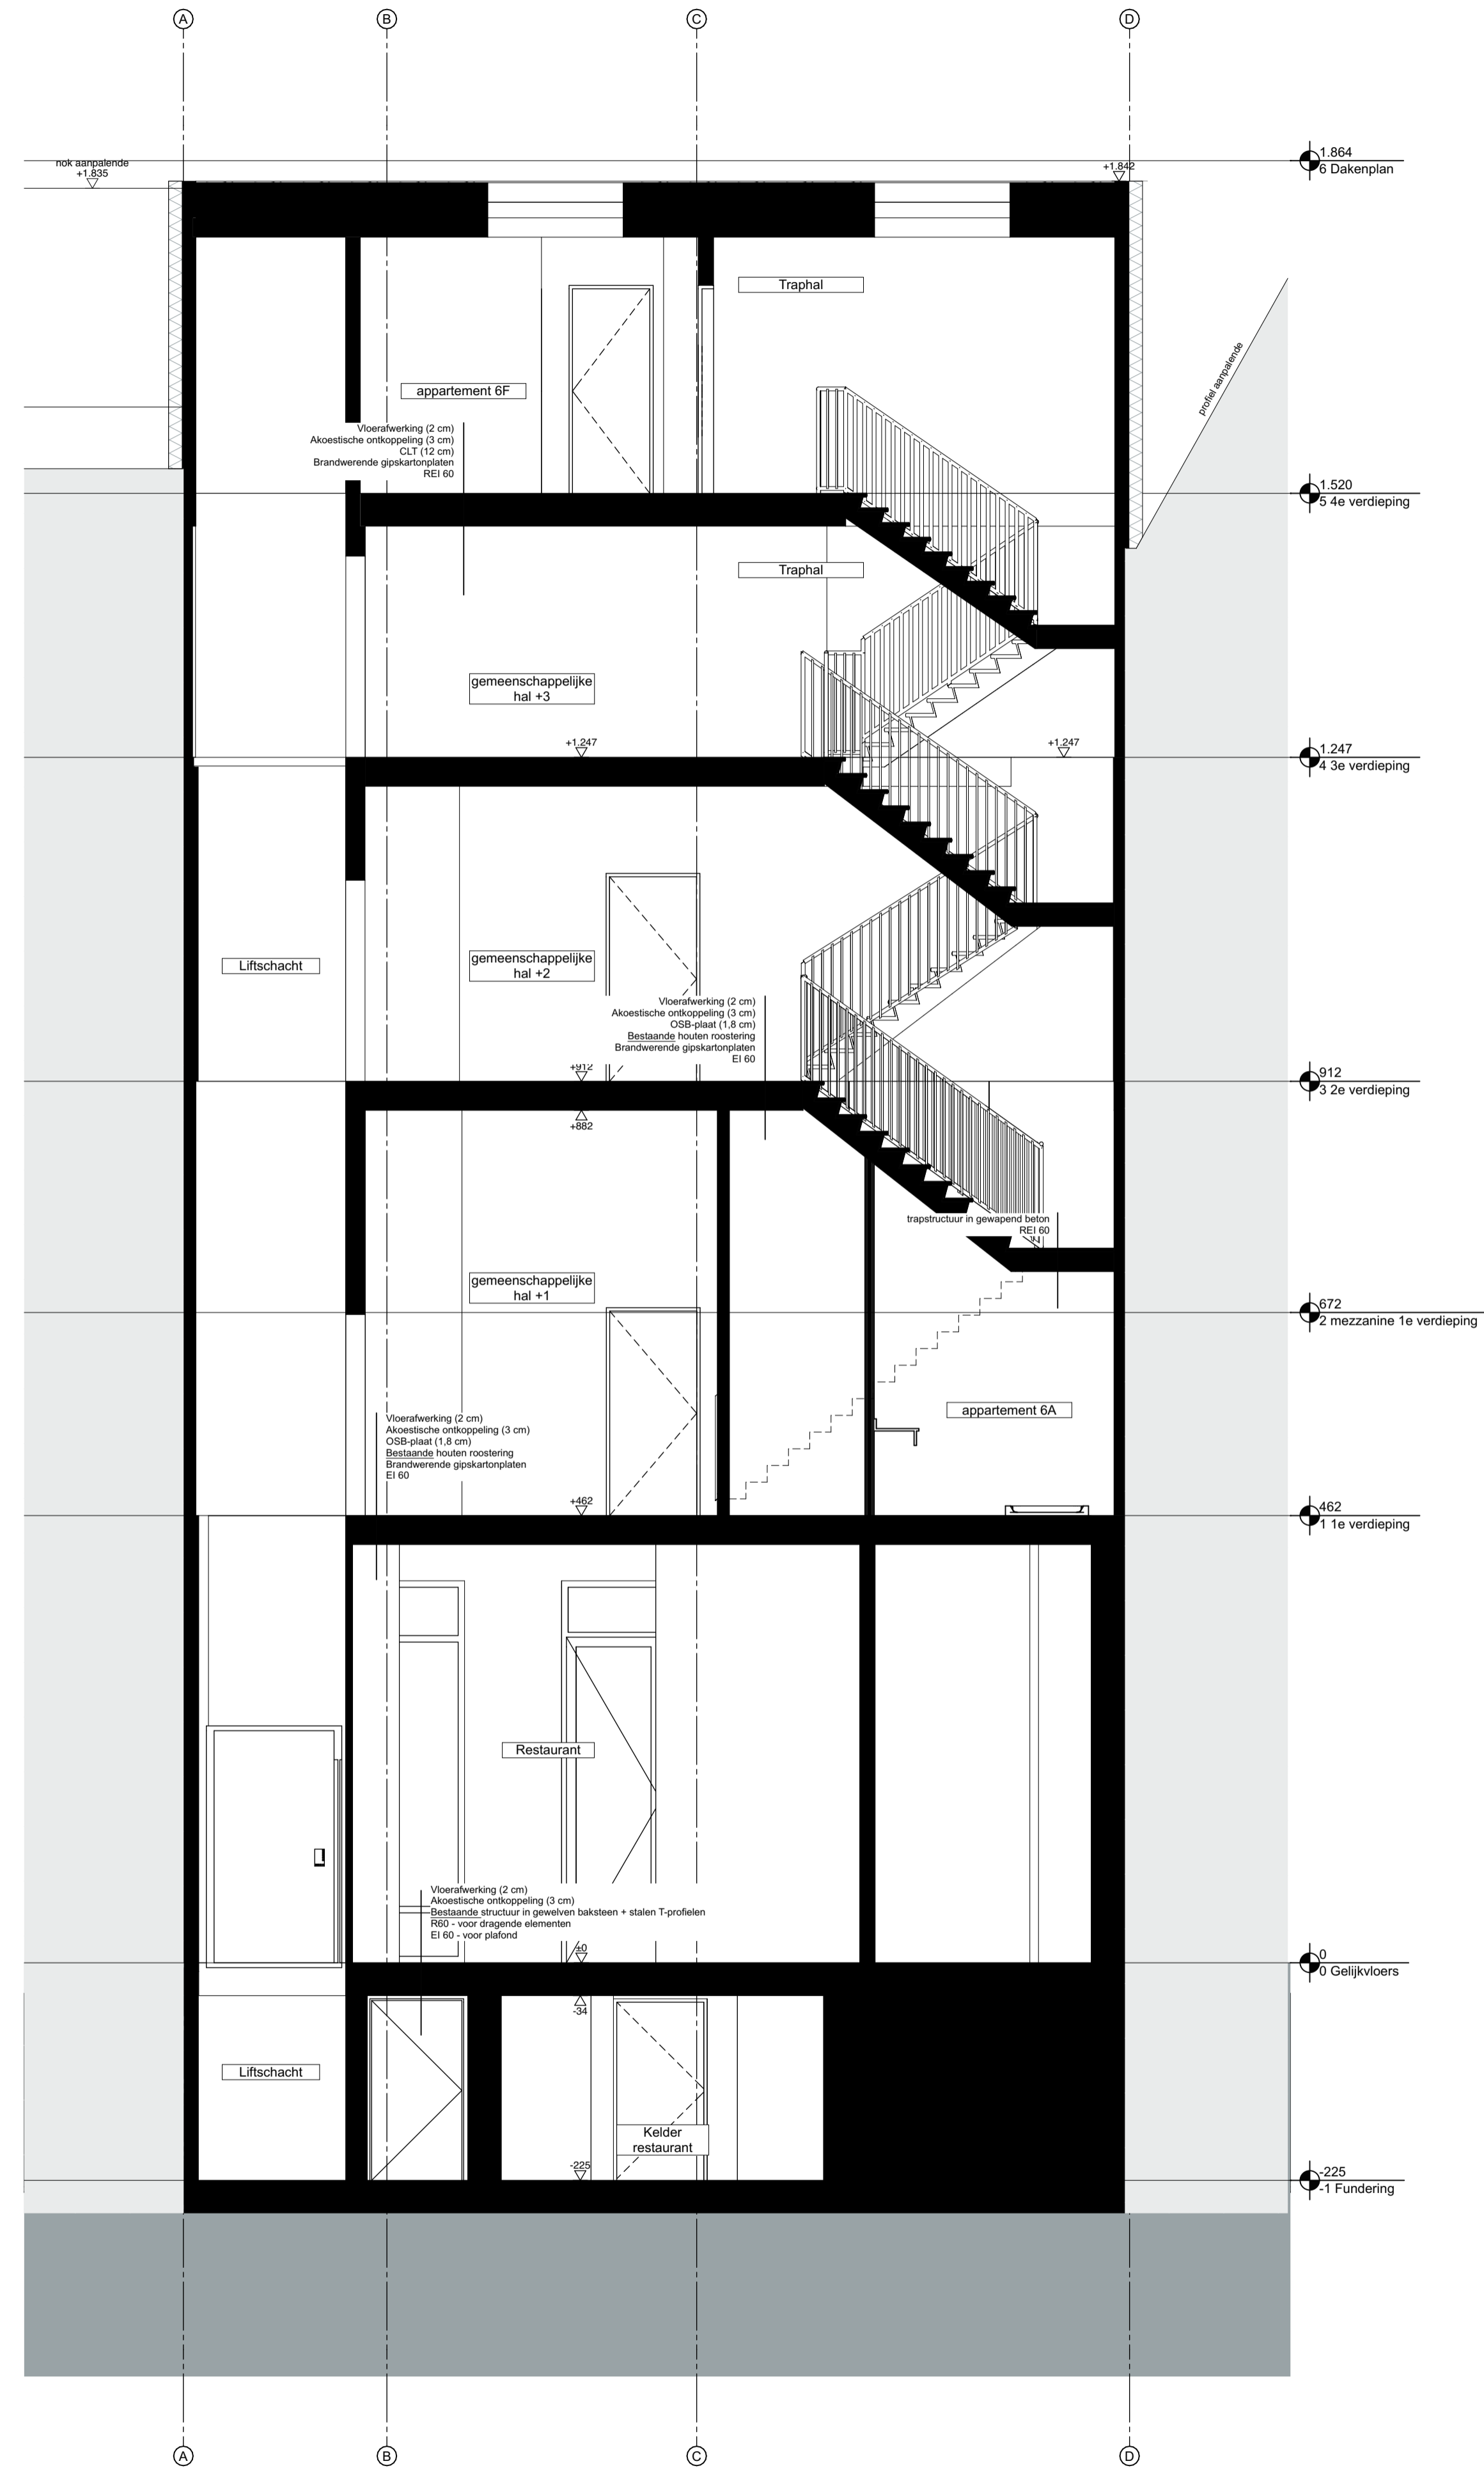 A
B
C
D
nok aanpalende
+1.835
+1.842
1.864
6 Dakenplan
Traphal
appartement 6F
profiel aanpalende
Vloerafwerking (2 cm)
Akoestische ontkoppeling (3 cm)
CLT (12 cm)
Brandwerende gipskartonplaten
REI 60
1.520
5 4e verdieping
Traphal
gemeenschappelijke
hal +3
+1.247
+1.247
1.247
4 3e verdieping
Liftschacht
gemeenschappelijke
hal +2
Vloerafwerking (2 cm)
Akoestische ontkoppeling (3 cm)
OSB-plaat (1,8 cm)
Bestaande houten roostering
Brandwerende gipskartonplaten
EI 60
+912
912
3 2e verdieping
+882
trapstructuur in gewapend beton
REI 60
gemeenschappelijke
hal +1
672
2 mezzanine 1e verdieping
appartement 6A
Vloerafwerking (2 cm)
Akoestische ontkoppeling (3 cm)
OSB-plaat (1,8 cm)
Bestaande houten roostering
Brandwerende gipskartonplaten
EI 60
+462
462
1 1e verdieping
Restaurant
Vloerafwerking (2 cm)
Akoestische ontkoppeling (3 cm)
Bestaande structuur in gewelven baksteen + stalen T-profielen
R60 - voor dragende elementen
EI 60 - voor plafond
±0
0
0 Gelijkvloers
-34
Liftschacht
Kelder
restaurant
-225
-225
-1 Fundering
A
B
C
D